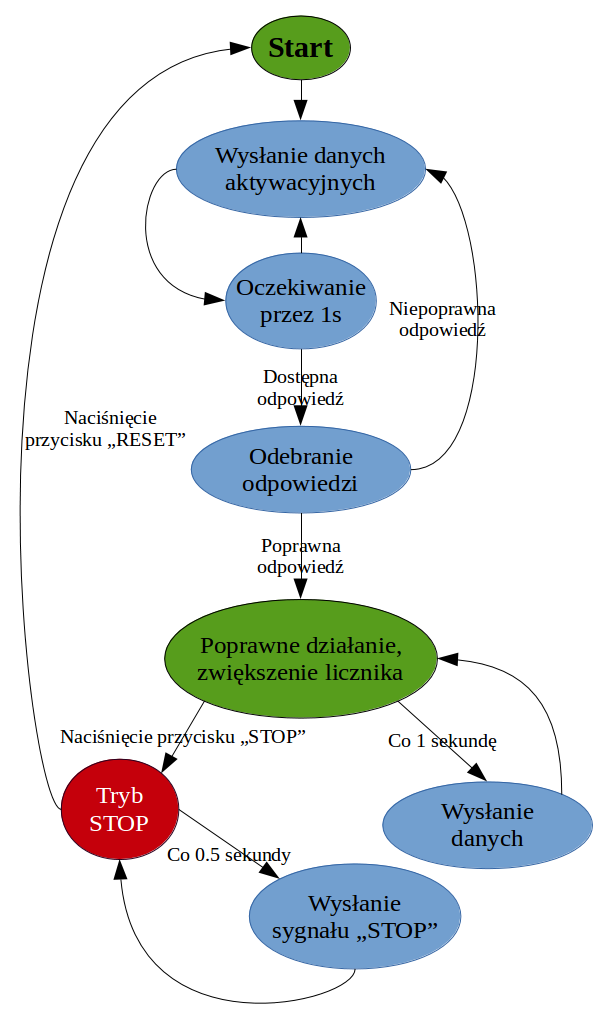 Start
Wysłanie danych
aktywacyjnych
Oczekiwanie
przez 1s
Niepoprawna
odpowiedź
Dostępna
odpowiedź
Naciśnięcie
przycisku „RESET”
Odebranie
odpowiedzi
Poprawna
odpowiedź
Poprawne działanie,
zwiększenie licznika
Naciśnięcie przycisku „STOP”
Co 1 sekundę
Tryb
STOP
Wysłanie
danych
Co 0.5 sekundy
Wysłanie
sygnału „STOP”